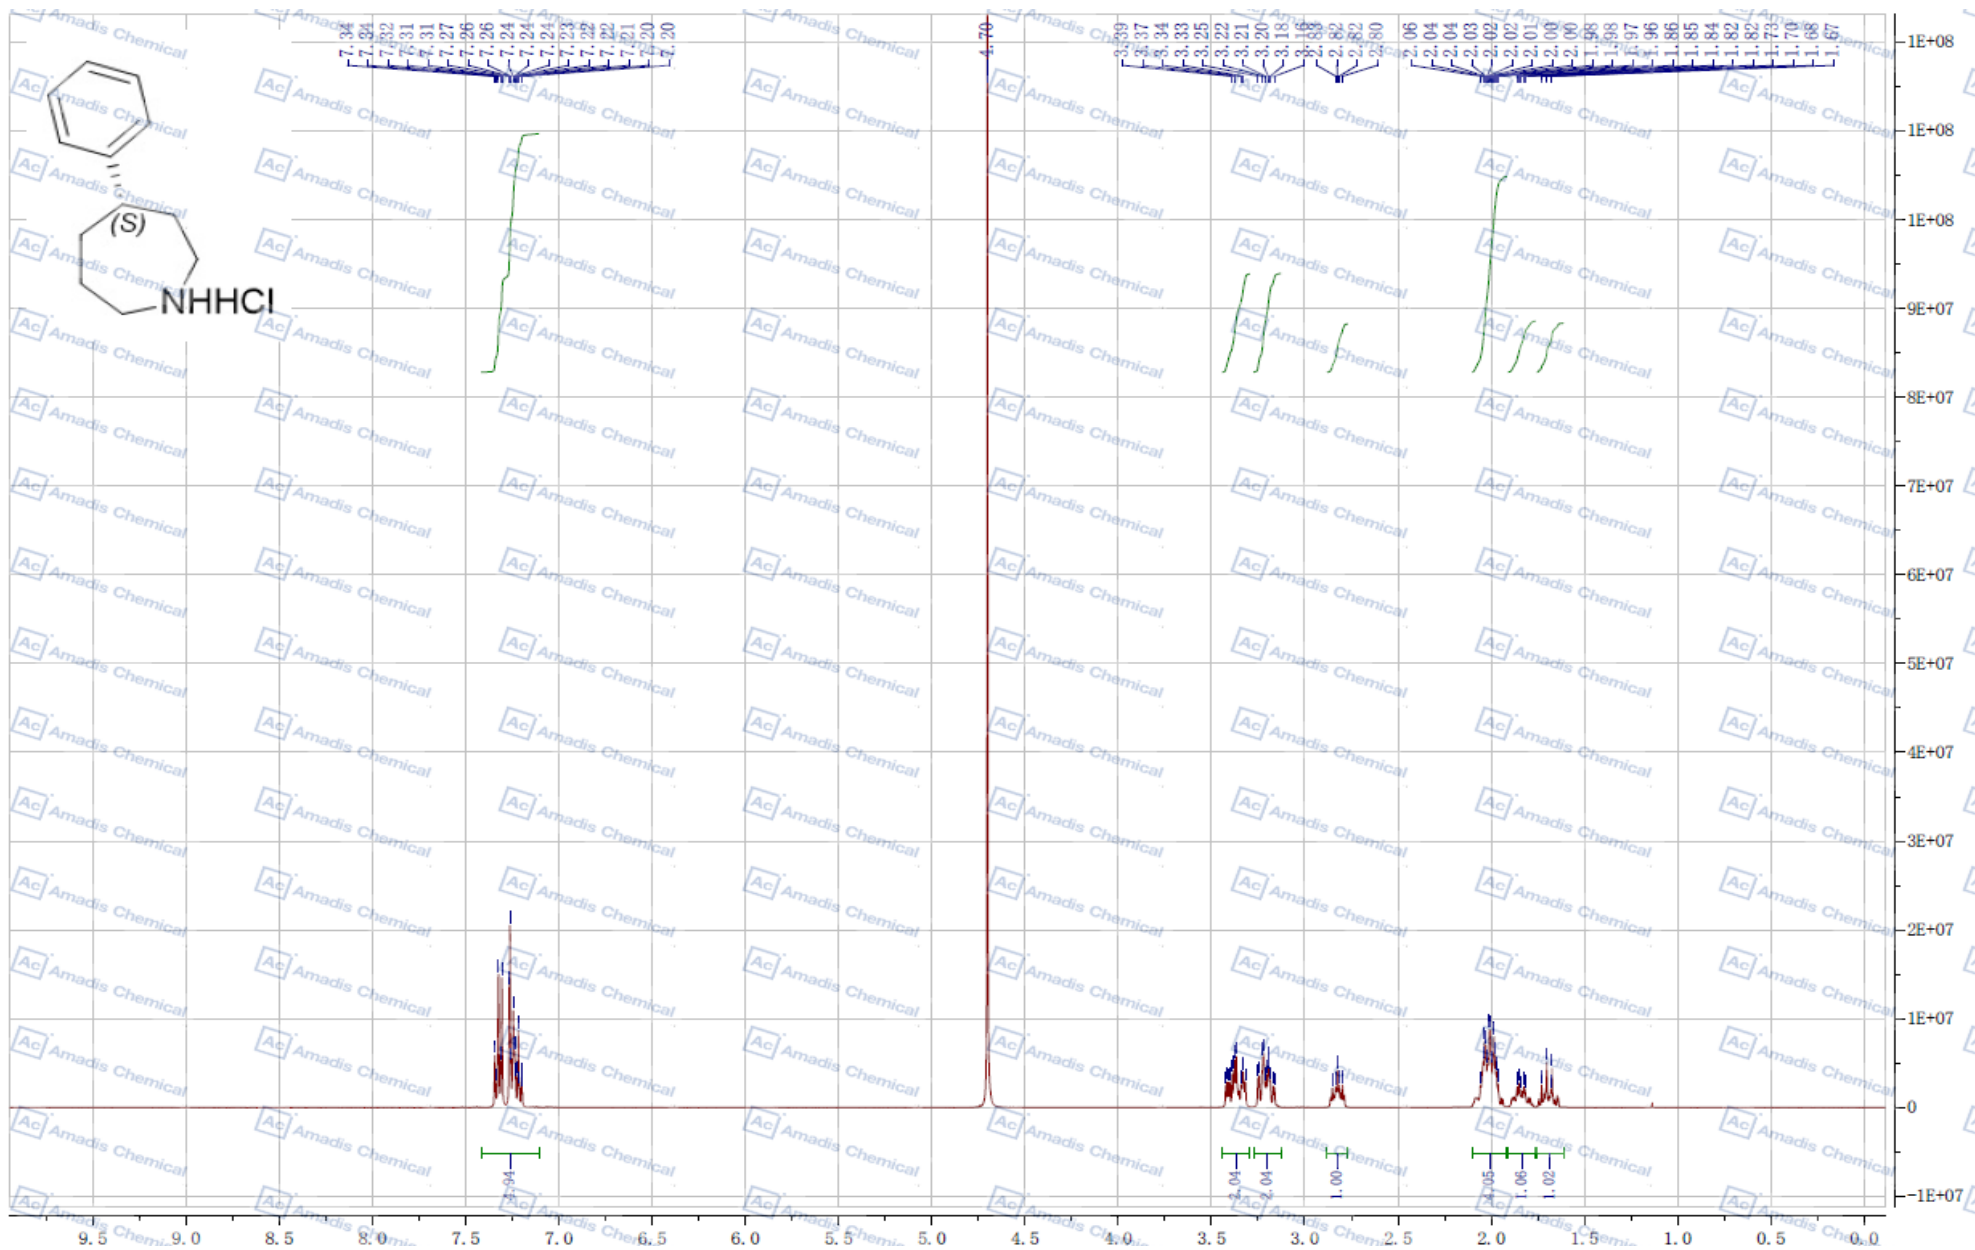 7.34 7.34 7.32 7.31 7.31 7.27 7.26 7.26 7.24 7.24 7.24 7.23 7.22 7.22 7.21 7.20 7.20
4.70
3.39 3.37 3.34 3.33 3.25 3.22 3.21 3.20 3.18 2.82 2.82 2.80
2.06 2.04 2.04 2.03 2.02 2.02 2.01 2.00 2.00 1.98 1.98 1.97 1.96 1.86 1.85 1.84 1.82 1.82 1.73 1.70 1.68 1.67
(S)
NHHCl
1E+08
1E+08
1E+08
9E+07
8E+07
7E+07
6E+07
5E+07
4E+07
3E+07
2E+07
1E+07
0
-1E+07
4.94 2.04 2.04 1.00 4.05 1.06 1.02
9.5 9.0 8.5 8.0 7.5 7.0 6.5 6.0 5.5 5.0 4.5 4.0 3.5 3.0 2.5 2.0 1.5 1.0 0.5 0.0
Ac Amadis Chemical